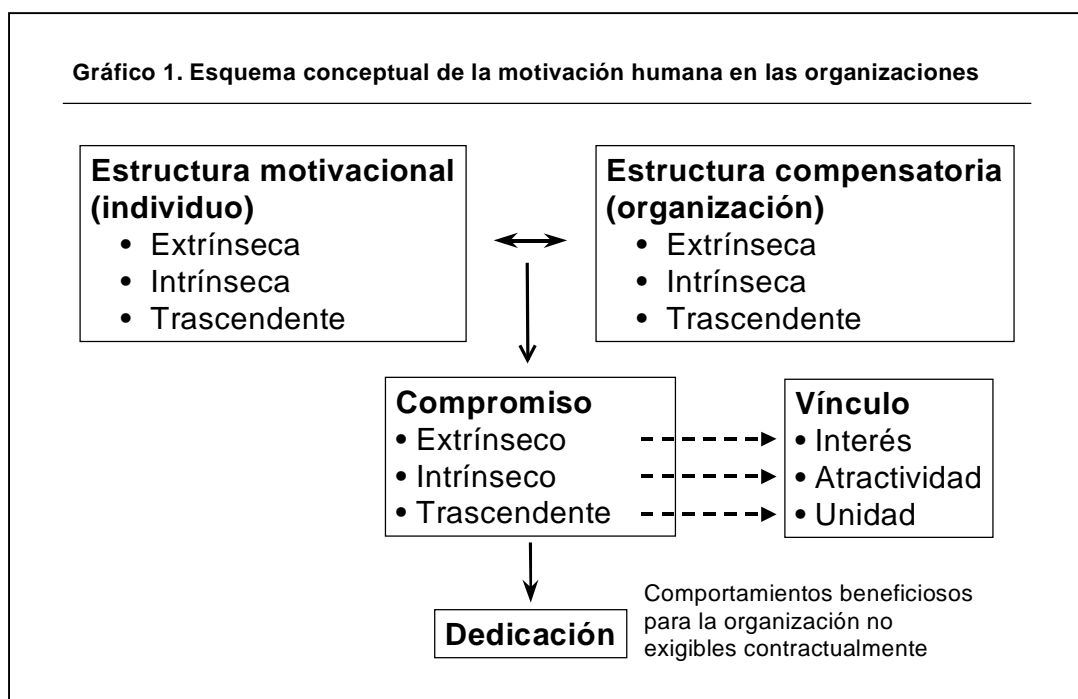 Gráfico 1. Esquema conceptual de la motivación humana en las organizaciones
Estructura motivacional
(individuo)
• Extrínseca
• Intrínseca
• Trascendente
Estructura compensatoria
(organización)
• Extrínseca
• Intrínseca
• Trascendente
Compromiso
• Extrínseco
• Intrínseco
• Trascendente
Vínculo
• Interés
• Atractividad
• Unidad
Dedicación
Comportamientos beneficiosos
para la organización no
exigibles contractualmente